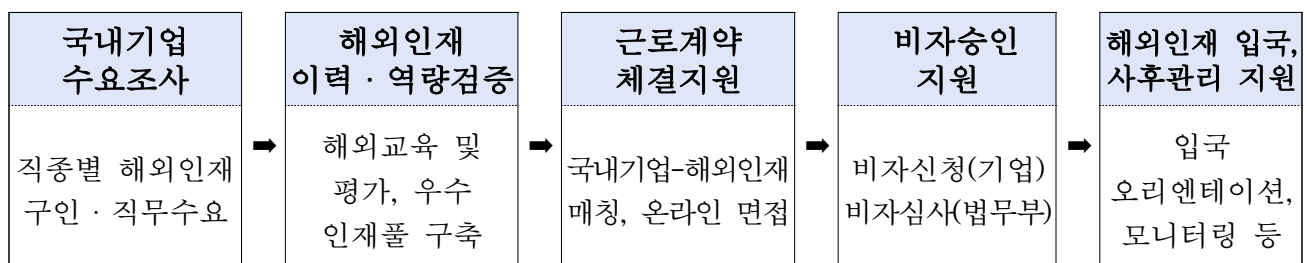 국내기업
수요조사
직종별 해외인재
구인 · 직무수요
➡
해외인재
이력 · 역량검증
해외교육 및
평가, 우수
인재풀 구축
➡
근로계약
체결지원
국내기업-해외인재
매칭, 온라인 면접
➡
비자승인
지원
비자신청(기업)
비자심사(법무부)
➡
해외인재 입국,
사후관리 지원
입국
오리엔테이션,
모니터링 등